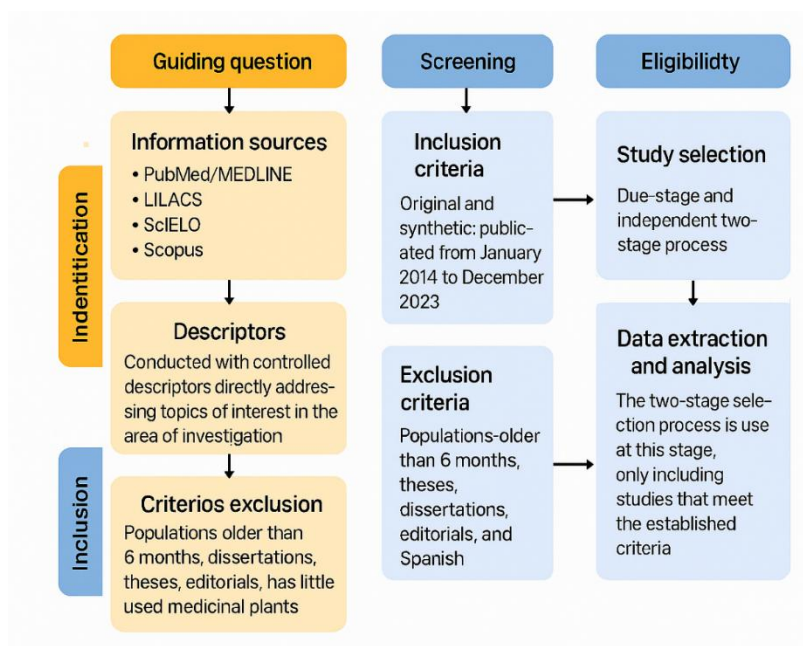 Guiding question
Indentitication
Information sources
• PubMed/MEDLINE
• LILACS
• ScIELO
• Scopus
Descriptors
Conducted with controlled
descriptors directly addres-
sing topics of interest in the
area of investigation
Inclusion
Criterios exclusion
Populations older than
6 months, dissertations,
theses, editorials, has little
used medicinal plants
Screening
Inclusion
criteria
Original and
synthetic: public-
ated from January
2014 to December
2023
Exclusion
criteria
Populations-older
than 6 months,
theses,
dissertations,
editorials, and
Spanish
Eligibilidty
Study selection
Due-stage and
independent two-
stage process
Data extraction
and analysis
The two-stage sele-
ction process is use
at this stage,
only including
studies that meet
the established
criteria